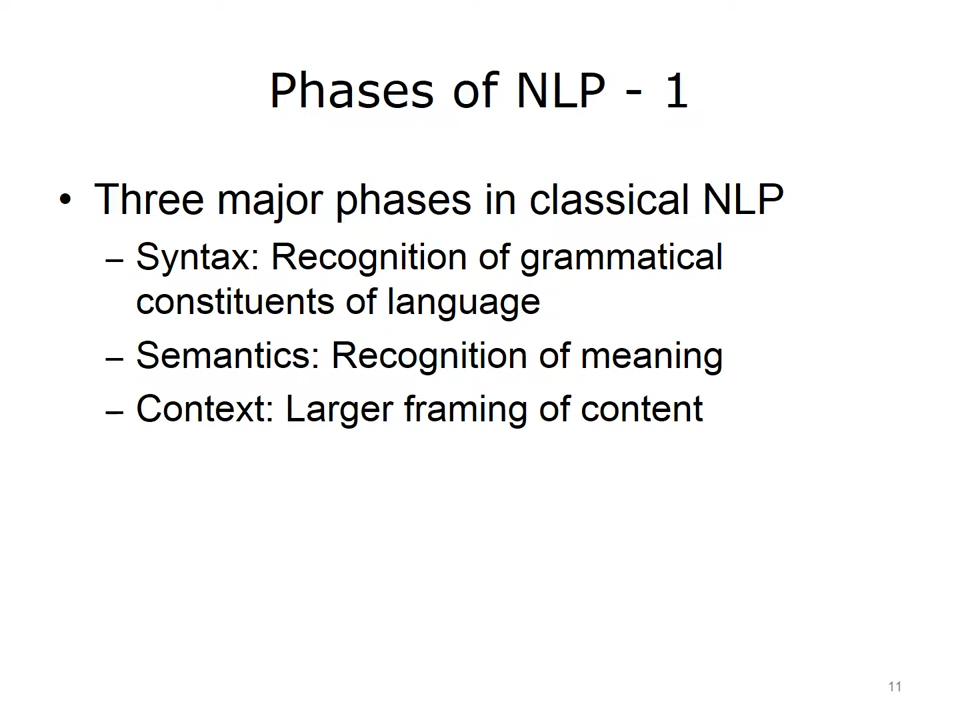 Phases of NLP - 1
• Three major phases in classical NLP
– Syntax: Recognition of grammatical
constituents of language
– Semantics: Recognition of meaning
– Context: Larger framing of content
11